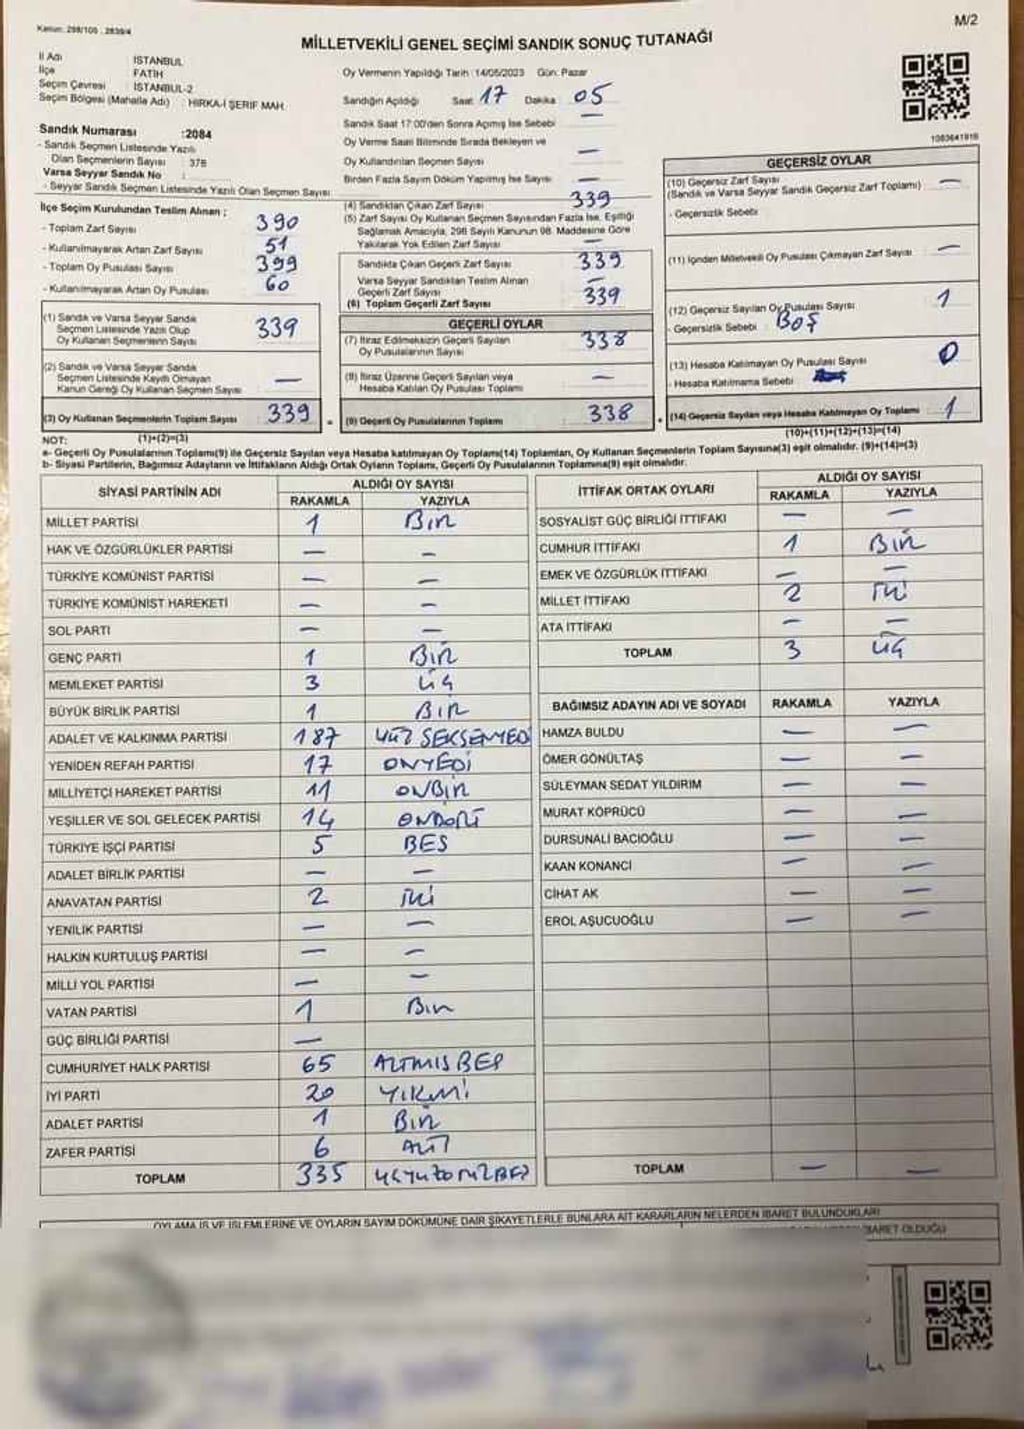 Kanun: 298/105 , 2839/4
M/2
MİLLETVEKİLİ GENEL SEÇİMİ SANDIK SONUÇ TUTANAĞI
İl Adı : İSTANBUL
İlçe : FATİH
Seçim Çevresi : İSTANBUL-2
Seçim Bölgesi (Mahalle Adı) : HIRKA-İ ŞERİF MAH.
Sandık Numarası :2084
- Sandık Seçmen Listesinde Yazılı
Olan Seçmenlerin Sayısı : 378
Varsa Seyyar Sandık No :
- Seyyar Sandık Seçmen Listesinde Yazılı Olan Seçmen Sayısı :
İlçe Seçim Kurulundan Teslim Alınan ;
- Toplam Zarf Sayısı 390
- Kullanılmayarak Artan Zarf Sayısı 51
- Toplam Oy Pusulası Sayısı 399
- Kullanılmayarak Artan Oy Pusulası 60
(1) Sandık ve Varsa Seyyar Sandık
Seçmen Listesinde Yazılı Olup
Oy Kullanan Seçmenlerin Sayısı 339
(2) Sandık ve Varsa Seyyar Sandık
Seçmen Listesinde Kayıtlı Olmayan
Kanun Gereği Oy Kullanan Seçmen Sayısı —
(3) Oy Kullanan Seçmenlerin Toplam Sayısı 339
Oy Vermenin Yapıldığı Tarih :14/05/2023 Gün: Pazar
Sandığın Açıldığı Saat 17 Dakika 05
Sandık Saat 17:00'den Sonra Açılmış İse Sebebi —
Oy Verme Saati Bitiminde Sırada Bekleyen ve
Oy Kullandırılan Seçmen Sayısı —
Birden Fazla Sayım Döküm Yapılmış İse Sayısı —
(4) Sandıktan Çıkan Zarf Sayısı 339
(5) Zarf Sayısı Oy Kullanan Seçmen Sayısından Fazla İse, Eşitliği
Sağlamak Amacıyla, 298 Sayılı Kanunun 98. Maddesine Göre
Yakılarak Yok Edilen Zarf Sayısı —
Sandıkta Çıkan Geçerli Zarf Sayısı 339
Varsa Seyyar Sandıktan Teslim Alınan
Geçerli Zarf Sayısı —
(6) Toplam Geçerli Zarf Sayısı 339
GEÇERLİ OYLAR
(7) İtiraz Edilmeksizin Geçerli Sayılan
Oy Pusulalarının Sayısı 338
(8) İtiraz Üzerine Geçerli Sayılan veya
Hesaba Katılan Oy Pusulası Toplamı —
(9) Geçerli Oy Pusulalarının Toplamı 338
1083641916
GEÇERSİZ OYLAR
(10) Geçersiz Zarf Sayısı
(Sandık ve Varsa Seyyar Sandık Geçersiz Zarf Toplamı) —
- Geçersizlik Sebebi
(11) İçinden Milletvekili Oy Pusulası Çıkmayan Zarf Sayısı —
(12) Geçersiz Sayılan Oy Pusulası Sayısı 1
- Geçersizlik Sebebi BOŞ
(13) Hesaba Katılmayan Oy Pusulası Sayısı 0
- Hesaba Katılmama Sebebi
(14) Geçersiz Sayılan veya Hesaba Katılmayan Oy Toplamı 1
NOT: (1)+(2)=(3) (10)+(11)+(12)+(13)=(14)
a- Geçerli Oy Pusulalarının Toplamı(9) ile Geçersiz Sayılan veya Hesaba katılmayan Oy Toplamı(14) Toplamları, Oy Kullanan Seçmenlerin Toplam Sayısına(3) eşit olmalıdır. (9)+(14)=(3)
b- Siyasi Partilerin, Bağımsız Adayların ve İttifakların Aldığı Ortak Oyların Toplamı, Geçerli Oy Pusulalarının Toplamına(9) eşit olmalıdır.
SİYASİ PARTİNİN ADI ALDIĞI OY SAYISI
RAKAMLA YAZIYLA
MİLLET PARTİSİ 1 BİR
HAK VE ÖZGÜRLÜKLER PARTİSİ — —
TÜRKİYE KOMÜNİST PARTİSİ — —
TÜRKİYE KOMÜNİST HAREKETİ — —
SOL PARTİ — —
GENÇ PARTİ 1 BİR
MEMLEKET PARTİSİ 3 üç
BÜYÜK BİRLİK PARTİSİ 1 BİR
ADALET VE KALKINMA PARTİSİ 187 YÜZ SEKSENYEDİ
YENİDEN REFAH PARTİSİ 17 ONYEDİ
MİLLİYETÇİ HAREKET PARTİSİ 11 ONBİR
YEŞİLLER VE SOL GELECEK PARTİSİ 14 ONDÖRT
TÜRKİYE İŞÇİ PARTİSİ 5 BEŞ
ADALET BİRLİK PARTİSİ — —
ANAVATAN PARTİSİ 2 İKİ
YENİLİK PARTİSİ — —
HALKIN KURTULUŞ PARTİSİ — —
MİLLİ YOL PARTİSİ — —
VATAN PARTİSİ 1 BİR
GÜÇ BİRLİĞİ PARTİSİ —
CUMHURİYET HALK PARTİSİ 65 ALTMIŞ BEŞ
İYİ PARTİ 20 YİRMİ
ADALET PARTİSİ 1 BİR
ZAFER PARTİSİ 6 ALTI
TOPLAM 335 üçyüzotuzbeş
İTTİFAK ORTAK OYLARI ALDIĞI OY SAYISI
RAKAMLA YAZIYLA
SOSYALİST GÜÇ BİRLİĞİ İTTİFAKI — —
CUMHUR İTTİFAKI 1 BİR
EMEK VE ÖZGÜRLÜK İTTİFAKI — —
MİLLET İTTİFAKI 2 İKİ
ATA İTTİFAKI — —
TOPLAM 3 üç
BAĞIMSIZ ADAYIN ADI VE SOYADI RAKAMLA YAZIYLA
HAMZA BULDU — —
ÖMER GÖNÜLTAŞ — —
SÜLEYMAN SEDAT YILDIRIM — —
MURAT KÖPRÜCÜ — —
DURSUNALİ BACIOĞLU — —
KAAN KONANCİ — —
CİHAT AK — —
EROL AŞUCUOĞLU — —
TOPLAM — —
OYLAMA İŞ VE İŞLEMLERİNE VE OYLARIN SAYIM DÖKÜMÜNE DAİR ŞİKAYETLERLE BUNLARA AİT KARARLARIN NELERDEN İBARET BULUNDUKLARI
İBARET OLDUĞU